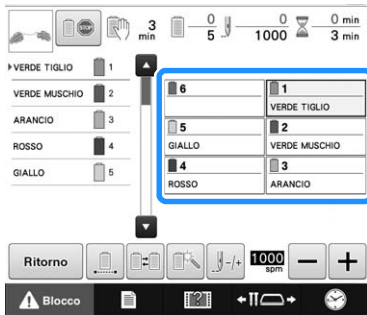 3 min
0 5
0 1000
0 min 3 min
VERDE TIGLIO 1
VERDE MUSCHIO 2
ARANCIO 3
ROSSO 4
GIALLO 5
6
1 VERDE TIGLIO
5 GIALLO
2 VERDE MUSCHIO
4 ROSSO
3 ARANCIO
Ritorno
-/+
1000 spm
Blocco